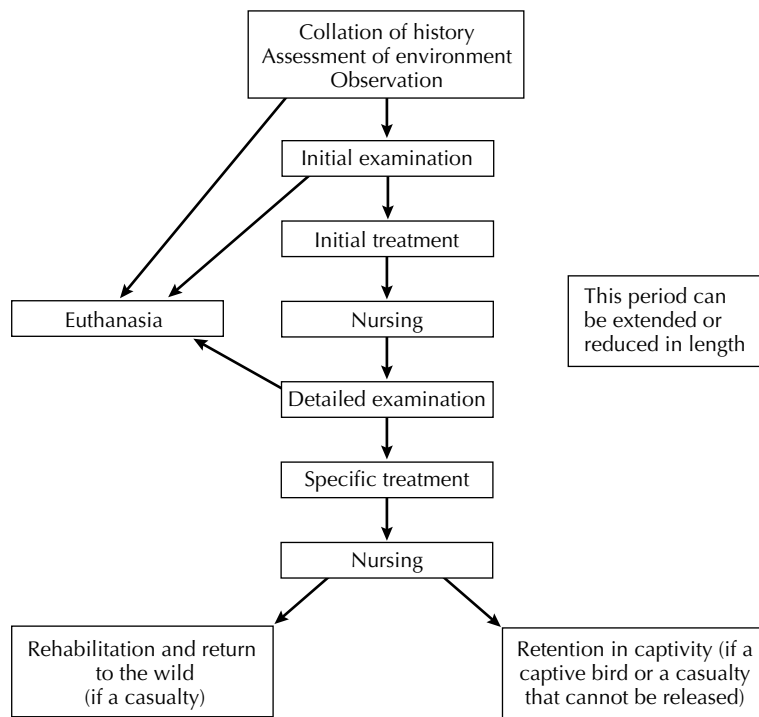 Collation of history
Assessment of environment
Observation
Initial examination
Initial treatment
Euthanasia
Nursing
This period can
be extended or
reduced in length
Detailed examination
Specific treatment
Nursing
Rehabilitation and return
to the wild
(if a casualty)
Retention in captivity (if a
captive bird or a casualty
that cannot be released)